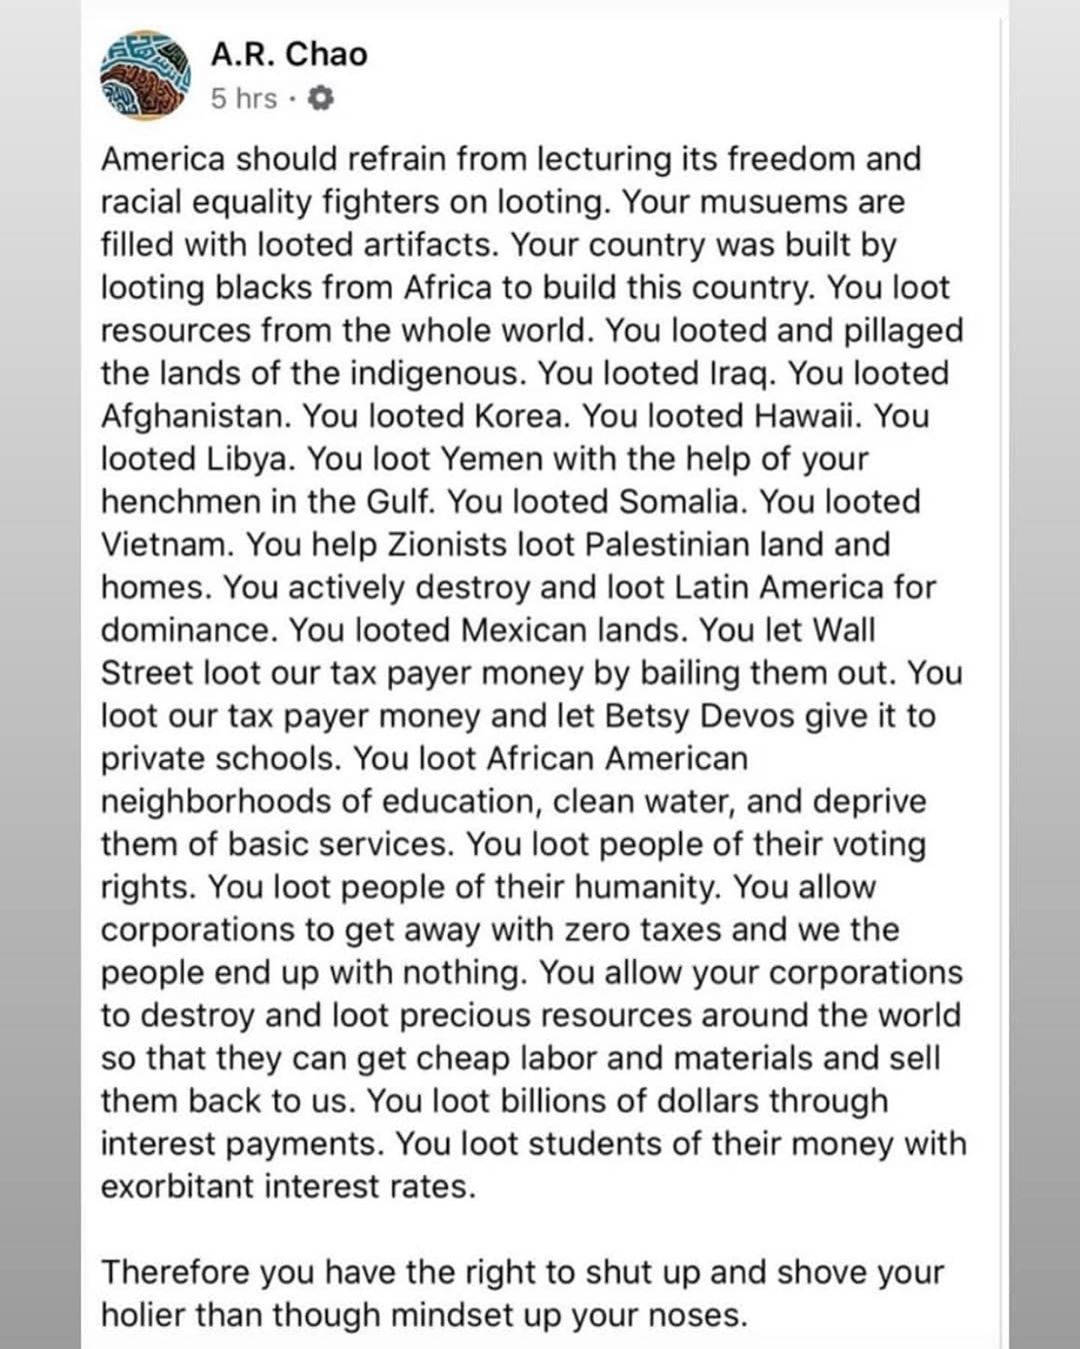 A.R. Chao
5 hrs ·
America should refrain from lecturing its freedom and
racial equality fighters on looting. Your musuems are
filled with looted artifacts. Your country was built by
looting blacks from Africa to build this country. You loot
resources from the whole world. You looted and pillaged
the lands of the indigenous. You looted Iraq. You looted
Afghanistan. You looted Korea. You looted Hawaii. You
looted Libya. You loot Yemen with the help of your
henchmen in the Gulf. You looted Somalia. You looted
Vietnam. You help Zionists loot Palestinian land and
homes. You actively destroy and loot Latin America for
dominance. You looted Mexican lands. You let Wall
Street loot our tax payer money by bailing them out. You
loot our tax payer money and let Betsy Devos give it to
private schools. You loot African American
neighborhoods of education, clean water, and deprive
them of basic services. You loot people of their voting
rights. You loot people of their humanity. You allow
corporations to get away with zero taxes and we the
people end up with nothing. You allow your corporations
to destroy and loot precious resources around the world
so that they can get cheap labor and materials and sell
them back to us. You loot billions of dollars through
interest payments. You loot students of their money with
exorbitant interest rates.
Therefore you have the right to shut up and shove your
holier than though mindset up your noses.